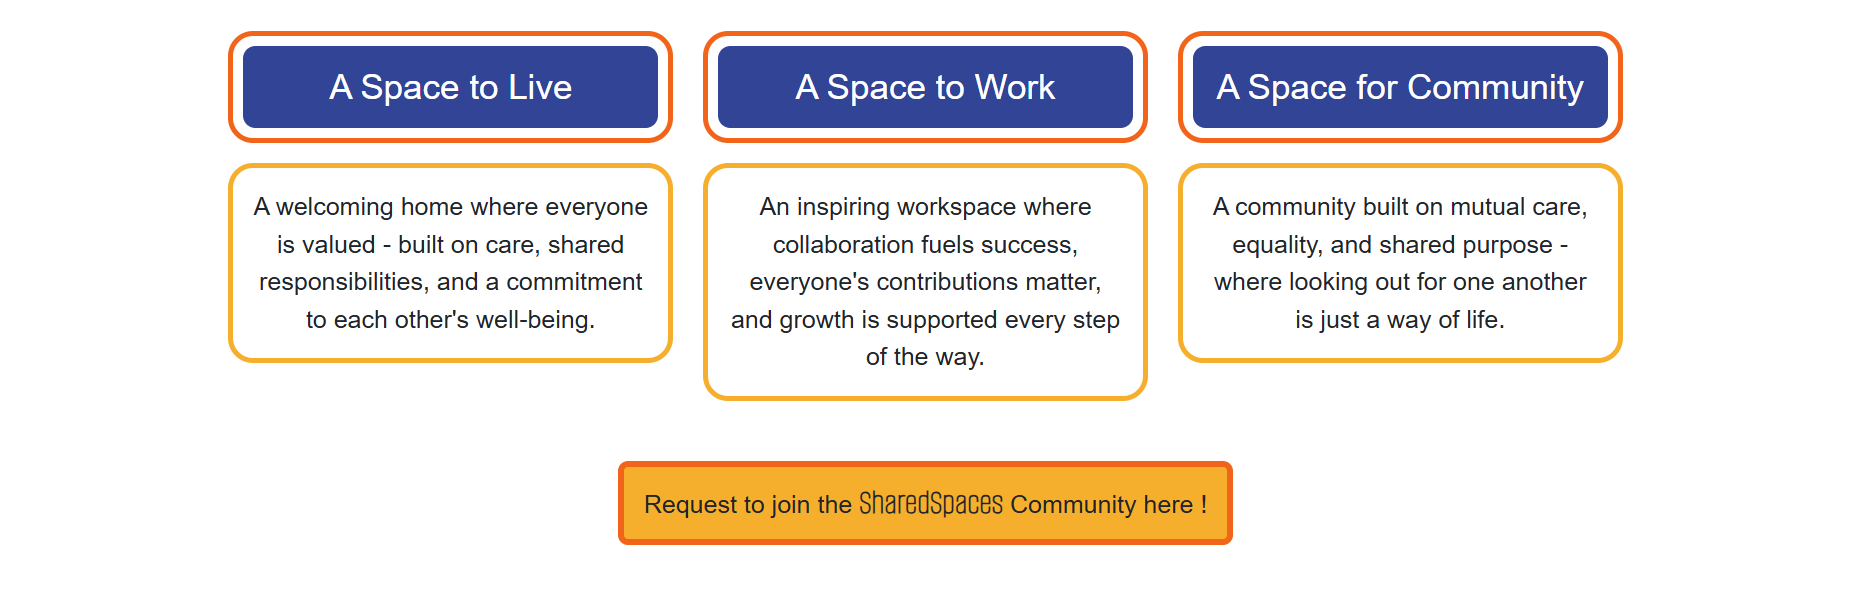 A Space to Live
A welcoming home where everyone
is valued - built on care, shared
responsibilities, and a commitment
to each other's well-being.
A Space to Work
An inspiring workspace where
collaboration fuels success,
everyone's contributions matter,
and growth is supported every step
of the way.
A Space for Community
A community built on mutual care,
equality, and shared purpose -
where looking out for one another
is just a way of life.
Request to join the SharedSpaces Community here !